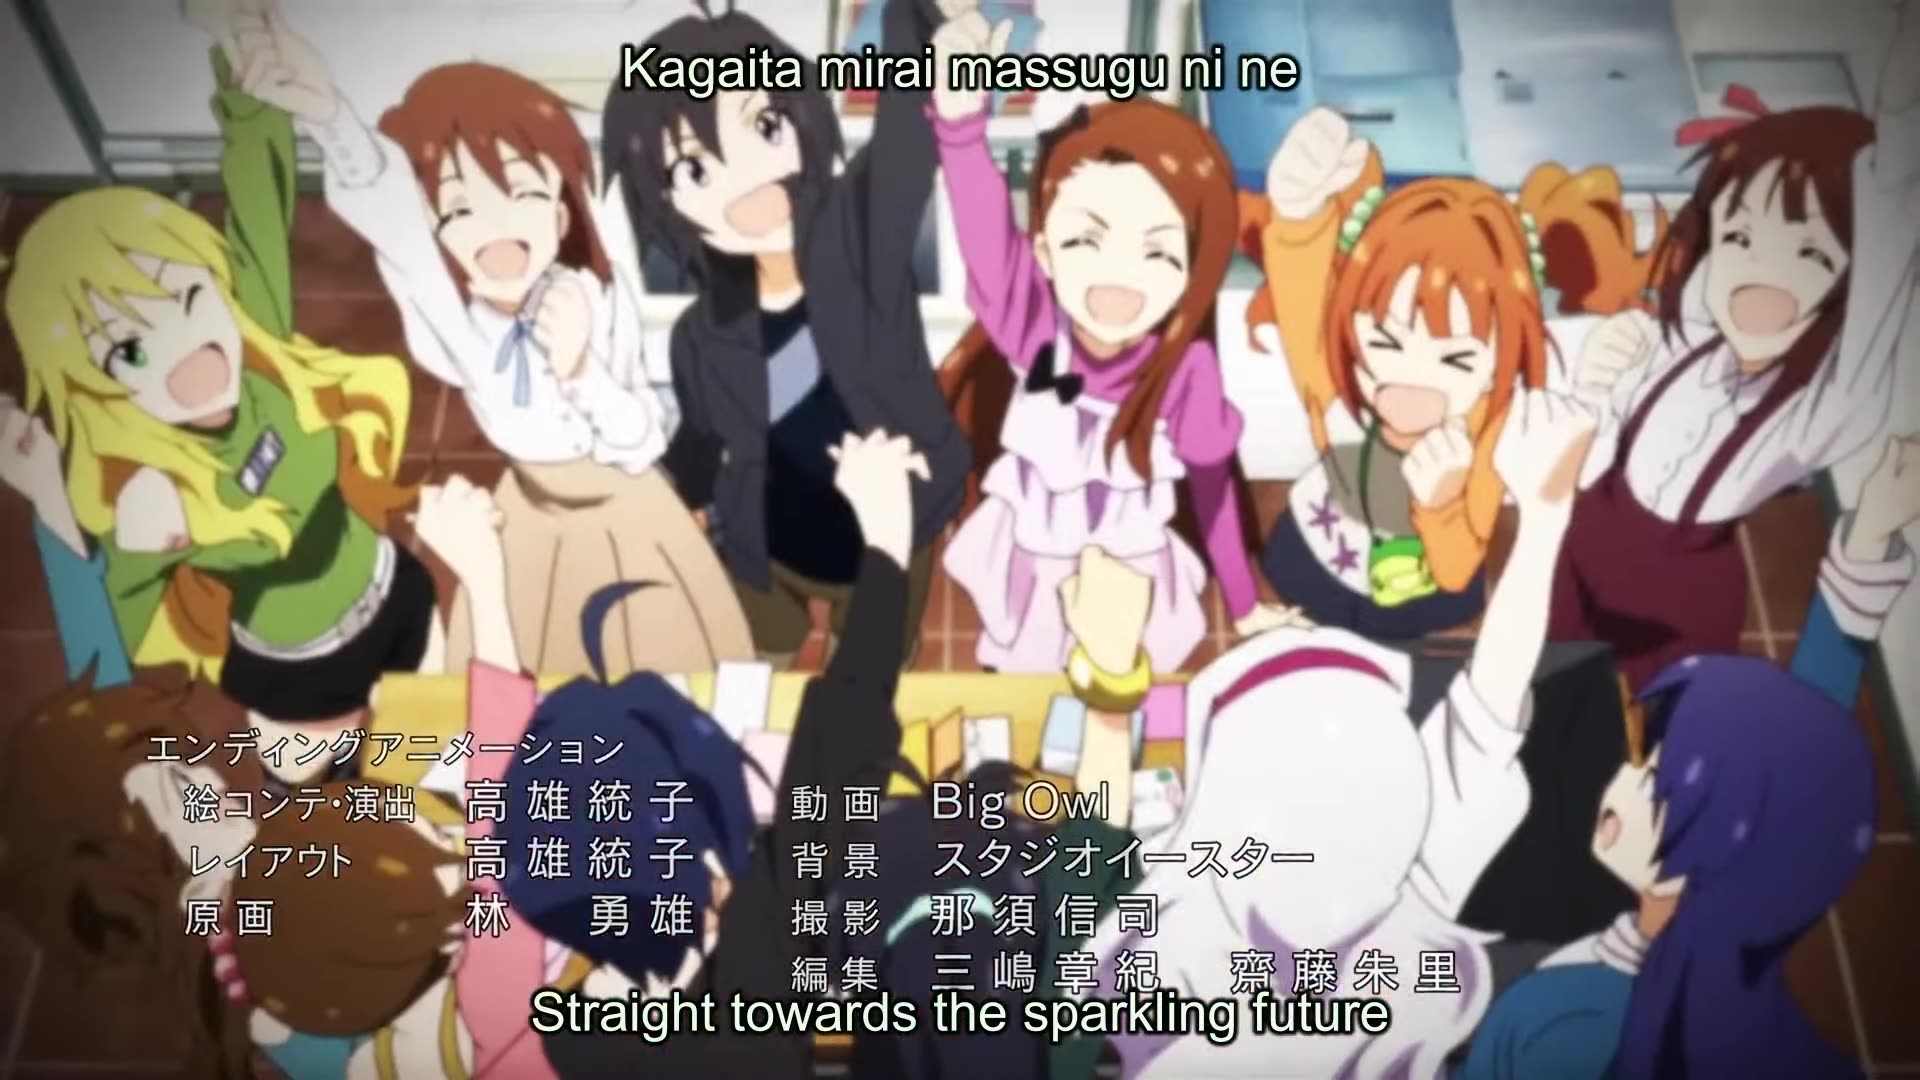 Kagaita mirai massugu ni ne
エンディングアニメーション
絵コンテ・演出 高雄統子 動画 Big Owl
レイアウト 高雄統子 背景 スタジオイースター
原画 林 勇雄 撮影 那須信司
編集 三嶋章紀 齋藤朱里
Straight towards the sparkling future